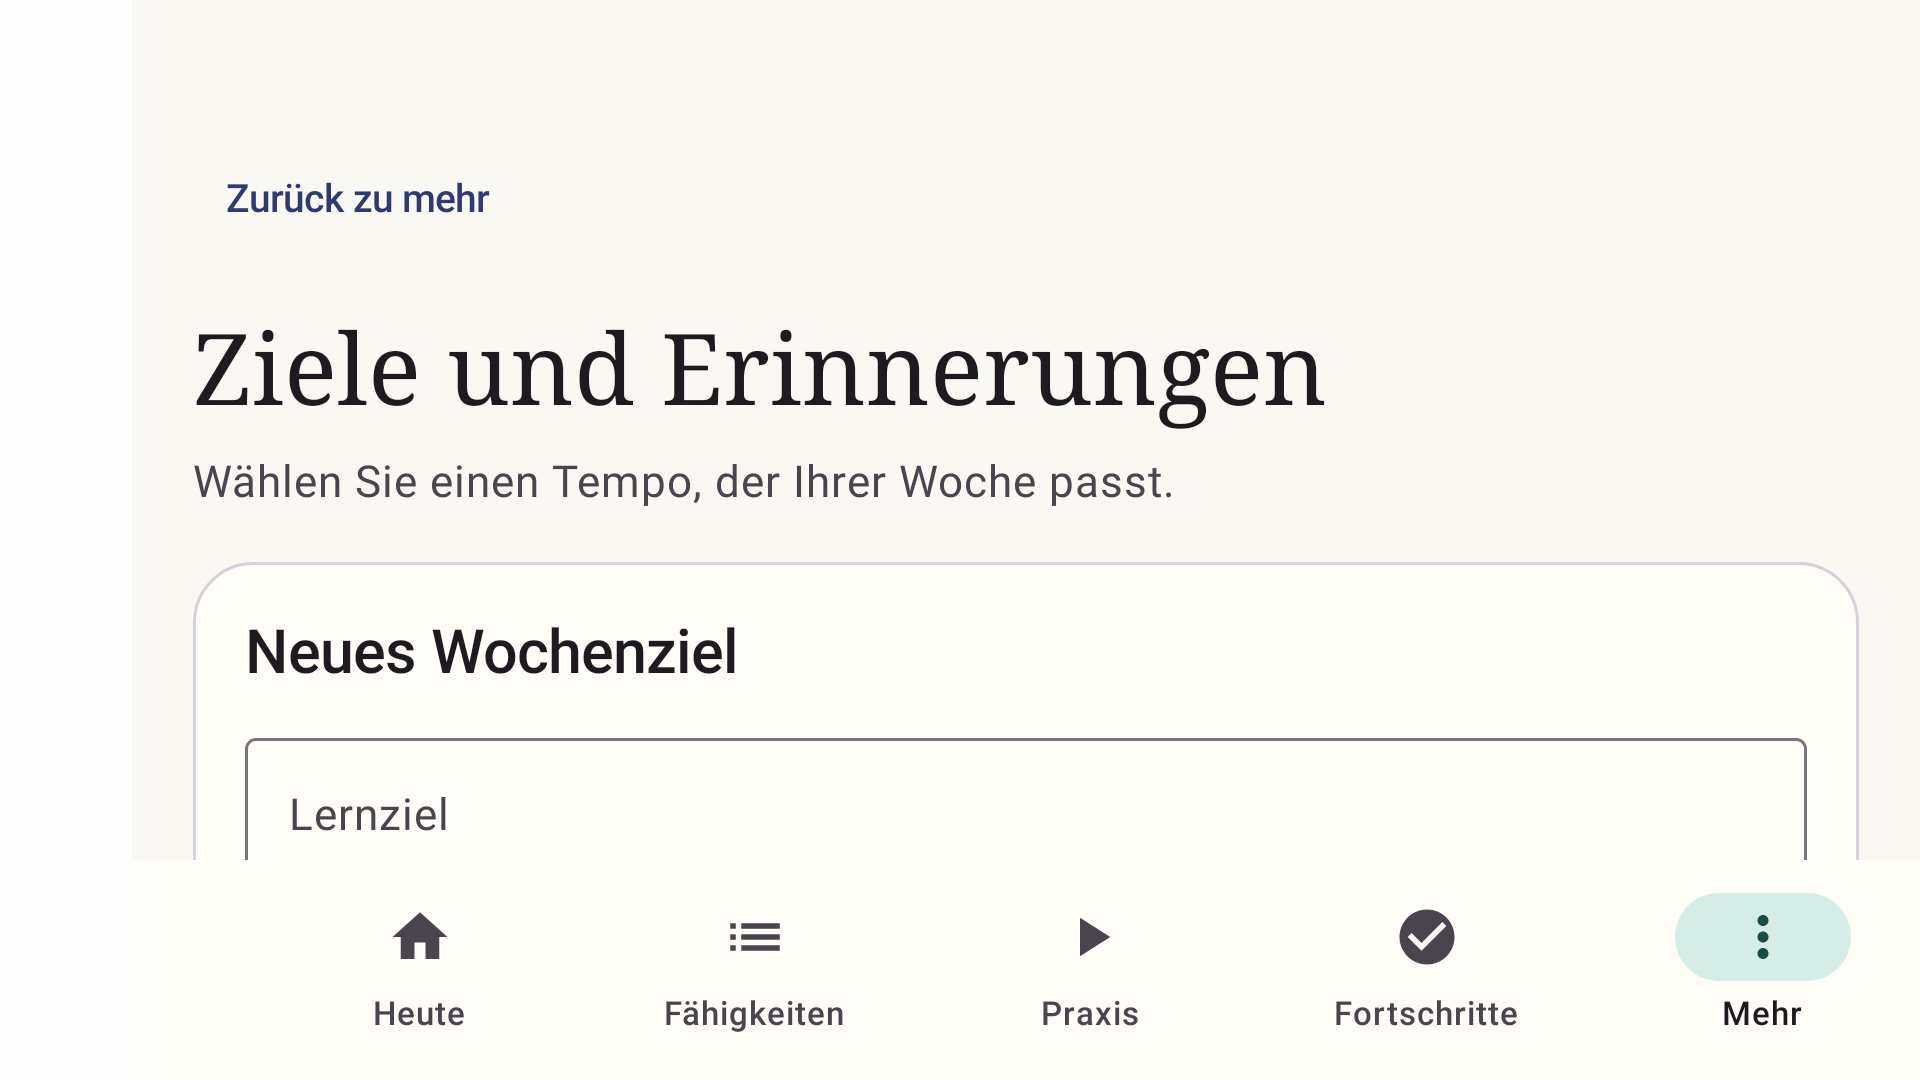 Zurück zu mehr
Ziele und Erinnerungen
Wählen Sie einen Tempo, der Ihrer Woche passt.
Neues Wochenziel
Lernziel
Heute
Fähigkeiten
Praxis
Fortschritte
Mehr